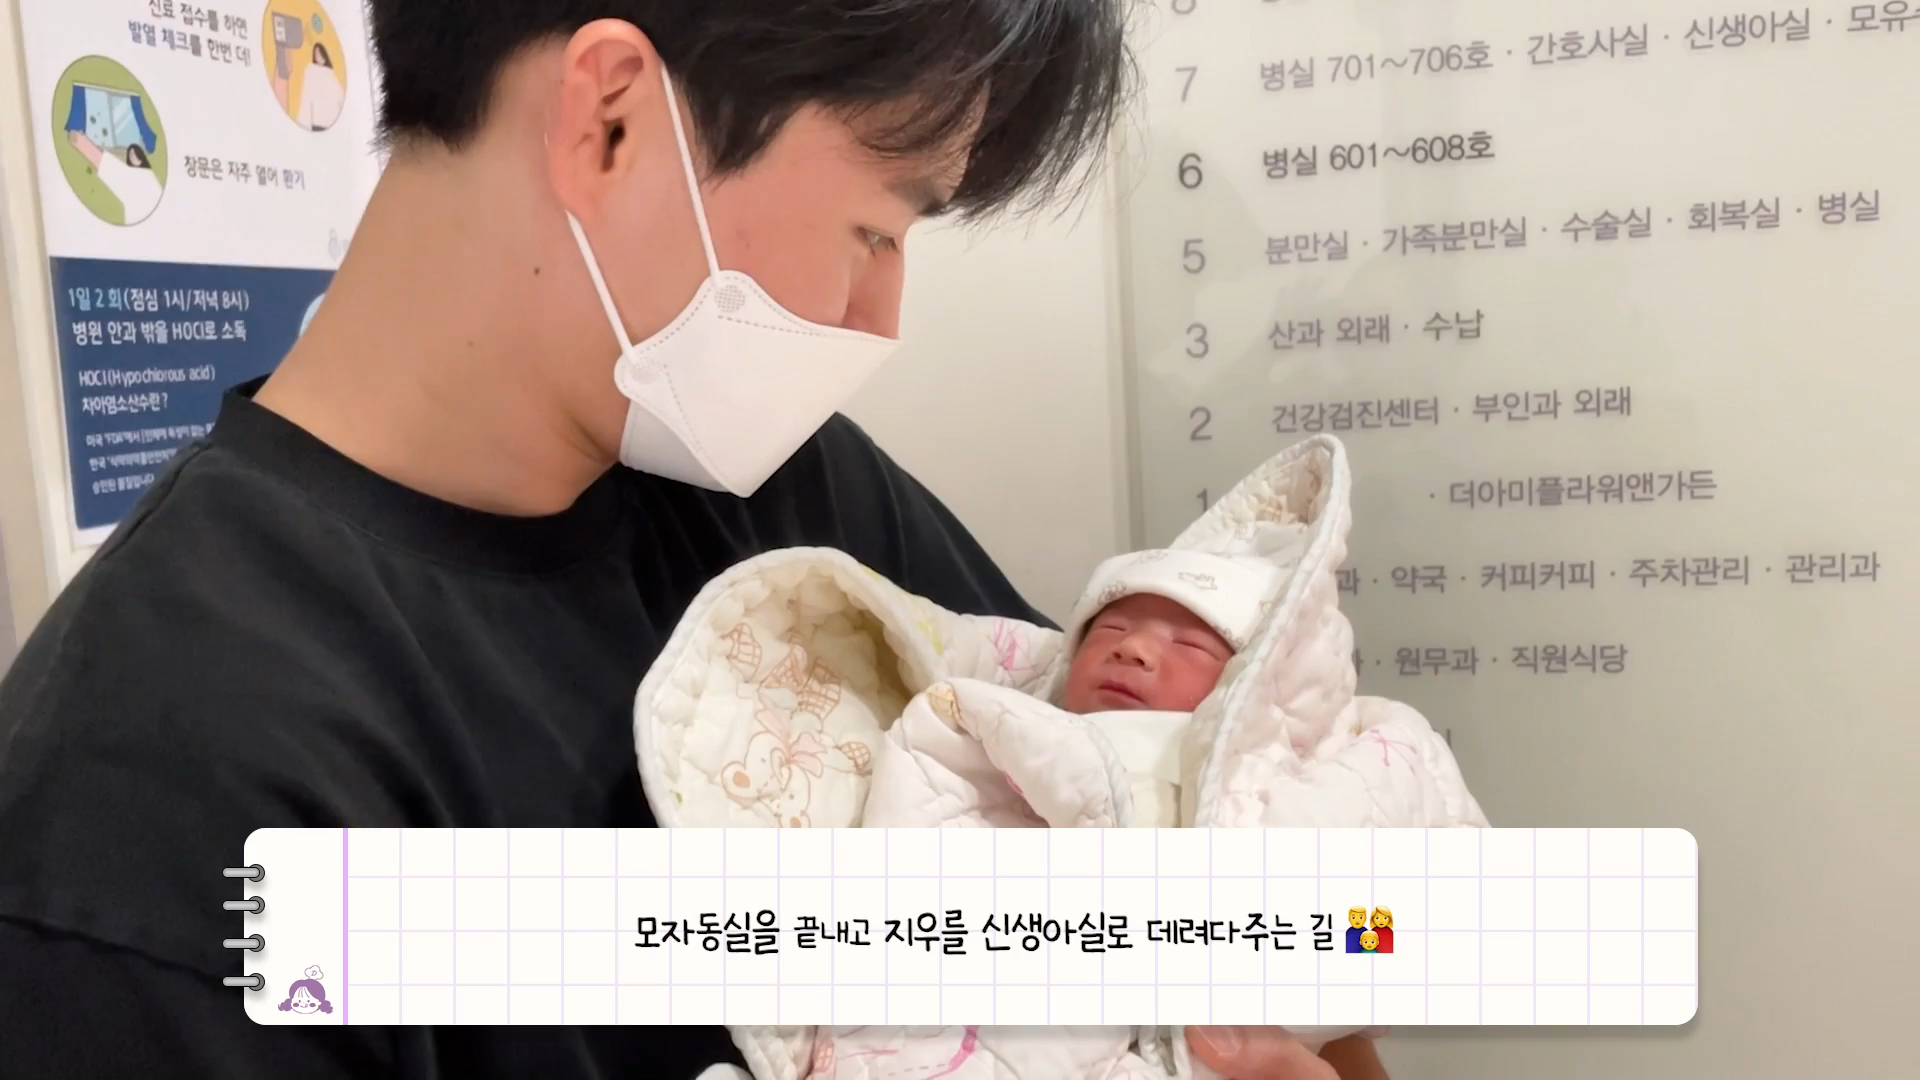 진료 접수를 하면
발열 체크를 한번 더!
창문은 자주 열어 환기
1일 2회(점심 1시/저녁 8시)
병원 안과 밖을 HOCl로 소독
HOCl(Hypochlorous acid)
차아염소산수란?
7 병실 701~706호 · 간호사실 · 신생아실 · 모유
6 병실 601~608호
5 분만실 · 가족분만실 · 수술실 · 회복실 · 병실
3 산과 외래 · 수납
2 건강검진센터 · 부인과 외래
1 · 더아미플라워앤가든
과 · 약국 · 커피커피 · 주차관리 · 관리과
· 원무과 · 직원식당
모자동실을 끝내고 지우를 신생아실로 데려다주는 길 👨‍👩‍👦